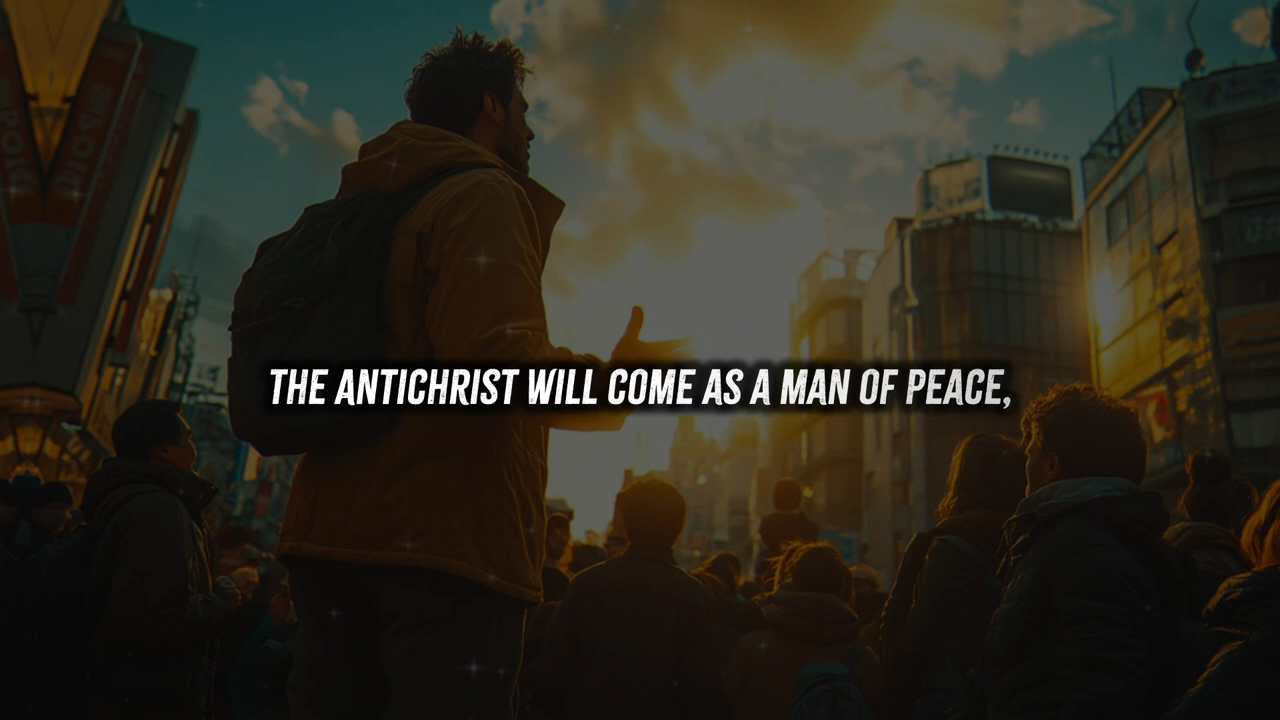 THE ANTICHRIST WILL COME AS A MAN OF PEACE,